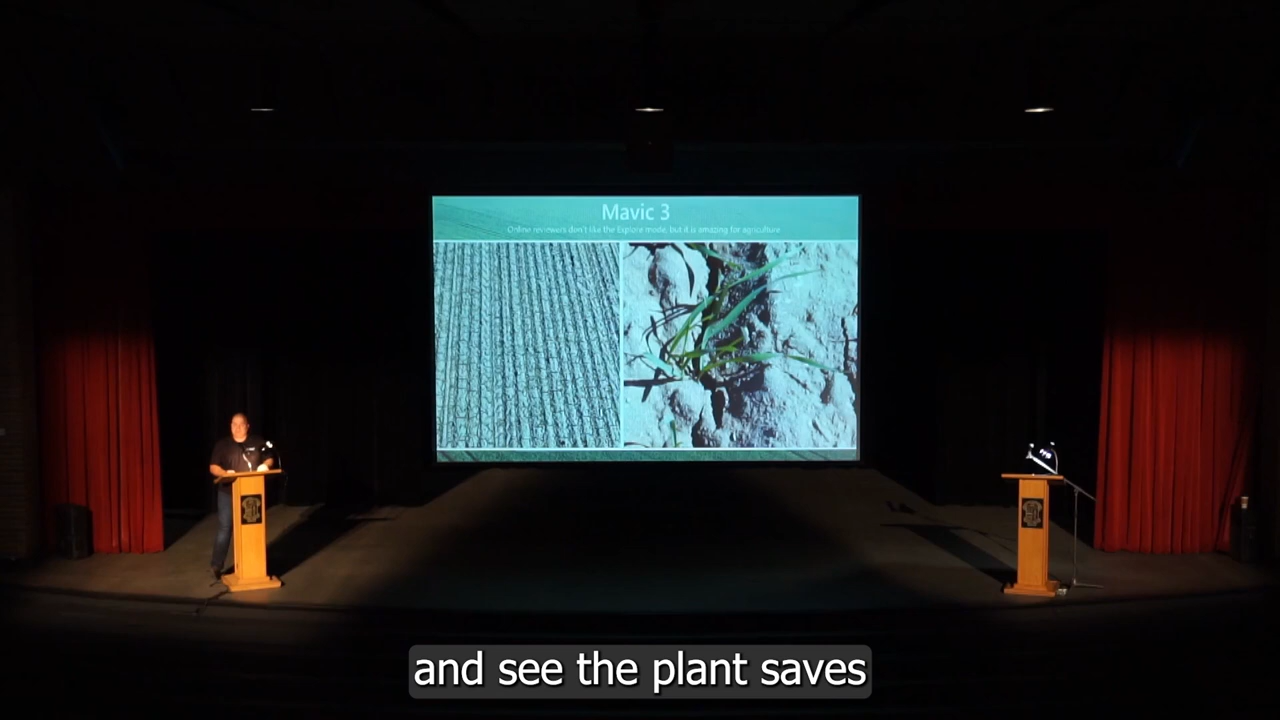 Mavic 3
Online reviewers don't like the Explore mode, but it is amazing for agriculture
and see the plant saves